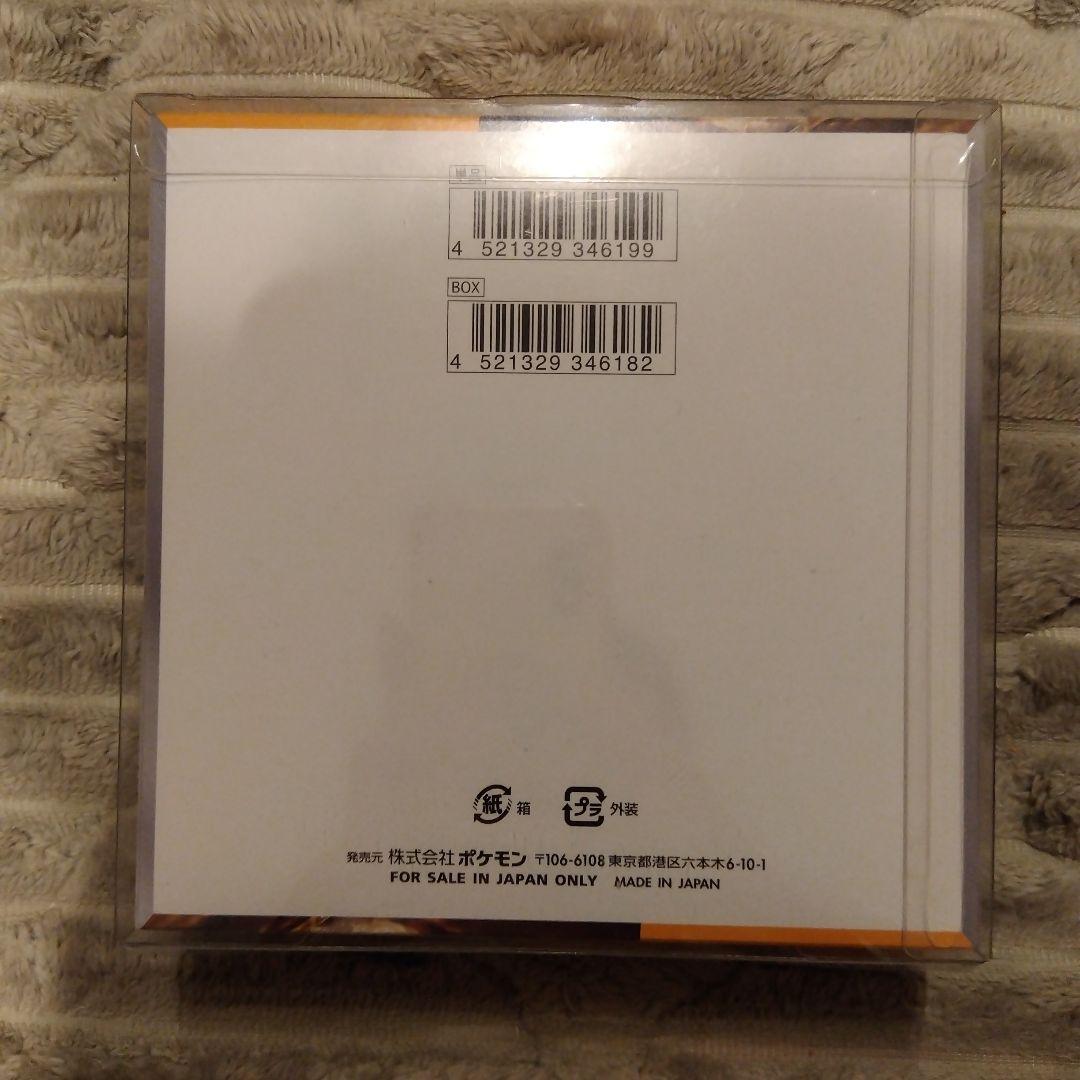 単品
4 521329 346199
BOX
4 521329 346182
紙 箱 プラ 外装
発売元 株式会社 ポケモン 〒106-6108 東京都港区六本木6-10-1
FOR SALE IN JAPAN ONLY MADE IN JAPAN